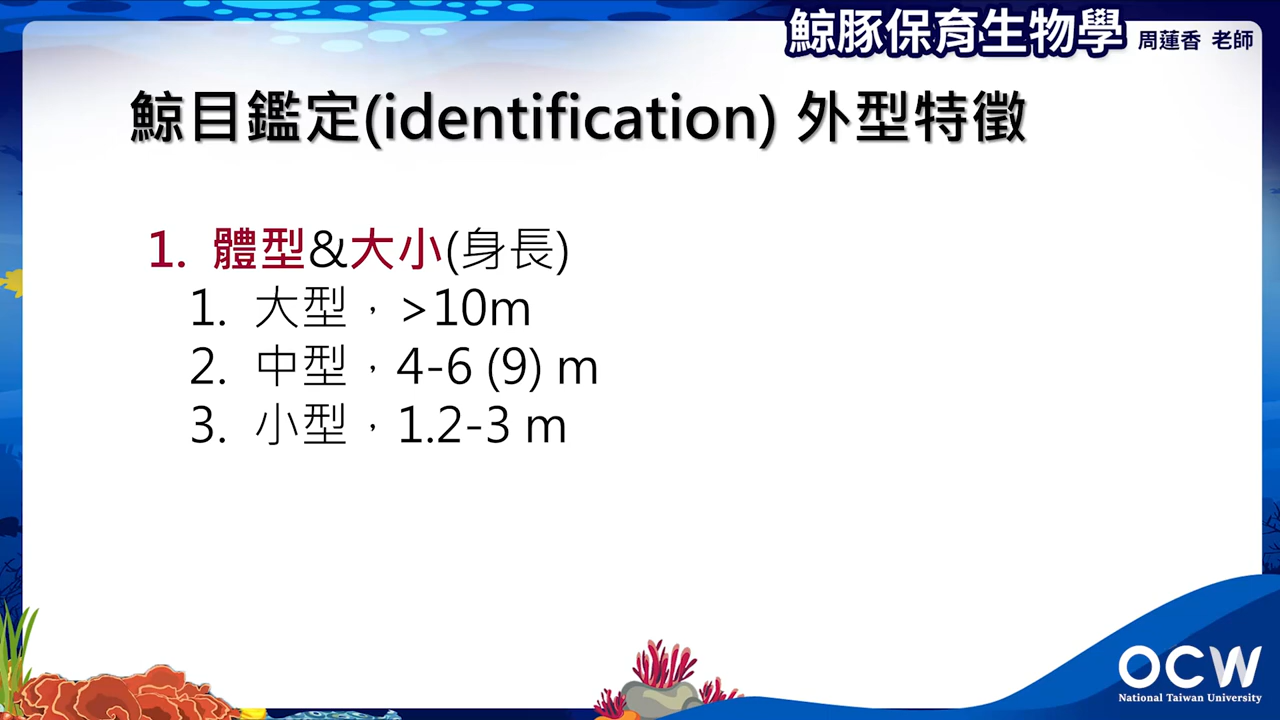 鯨豚保育生物學 周蓮香 老師
鯨目鑑定(identification) 外型特徵
1. 體型&大小(身長)
1. 大型，>10m
2. 中型，4-6 (9) m
3. 小型，1.2-3 m
OCW
National Taiwan University